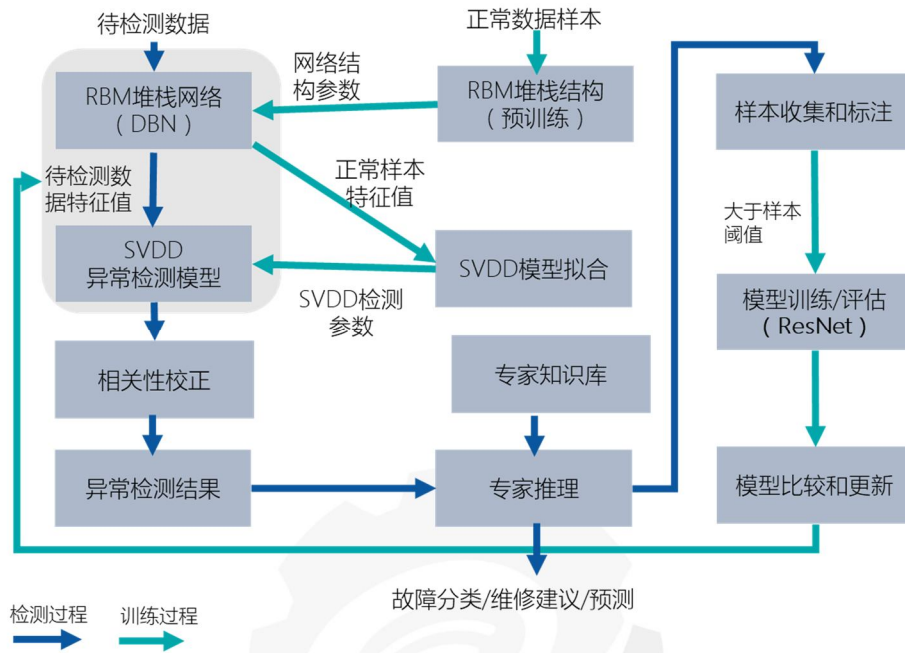 待检测数据
正常数据样本
网络结
构参数
RBM堆栈网络
（DBN）
RBM堆栈结构
（预训练）
样本收集和标注
待检测数
据特征值
正常样本
特征值
大于样本
阈值
SVDD
异常检测模型
SVDD模型拟合
SVDD检测
参数
模型训练/评估
（ResNet）
相关性校正
专家知识库
异常检测结果
专家推理
模型比较和更新
故障分类/维修建议/预测
检测过程
训练过程